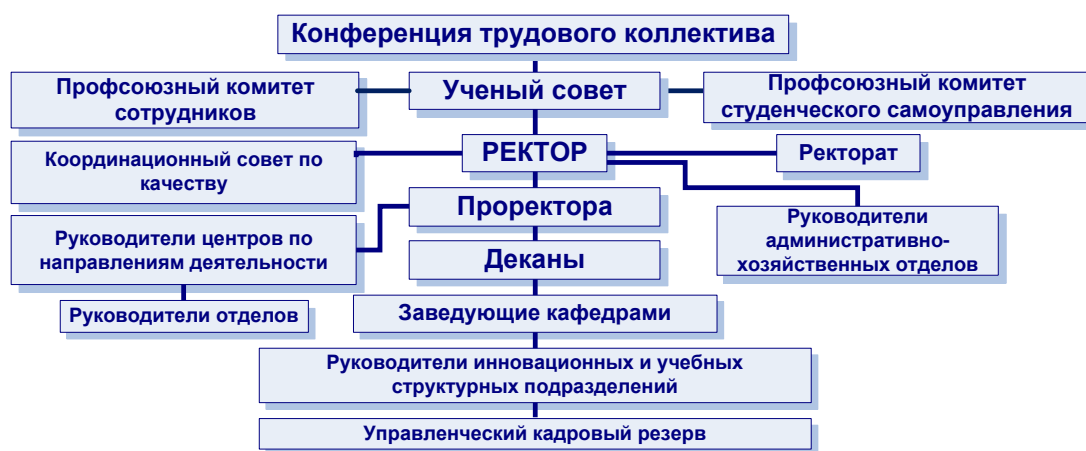 Конференция трудового коллектива
Профсоюзный комитет
сотрудников
Ученый совет
Профсоюзный комитет
студенческого самоуправления
Координационный совет по
качеству
РЕКТОР
Ректорат
Проректора
Руководители
административно-
хозяйственных отделов
Руководители центров по
направлениям деятельности
Деканы
Руководители отделов
Заведующие кафедрами
Руководители инновационных и учебных
структурных подразделений
Управленческий кадровый резерв